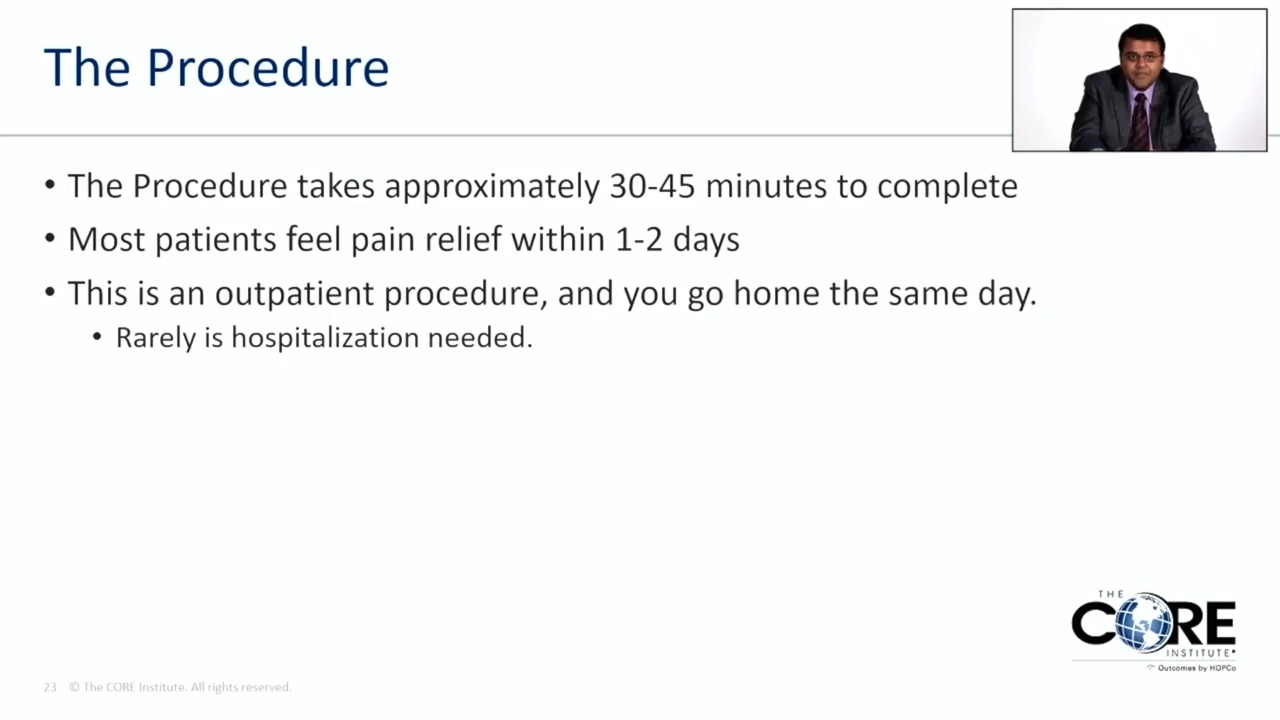 The Procedure
• The Procedure takes approximately 30-45 minutes to complete
• Most patients feel pain relief within 1-2 days
• This is an outpatient procedure, and you go home the same day.
• Rarely is hospitalization needed.
THE
CORE
INSTITUTE®
Outcomes by HOPCo
23 © The CORE Institute. All rights reserved.